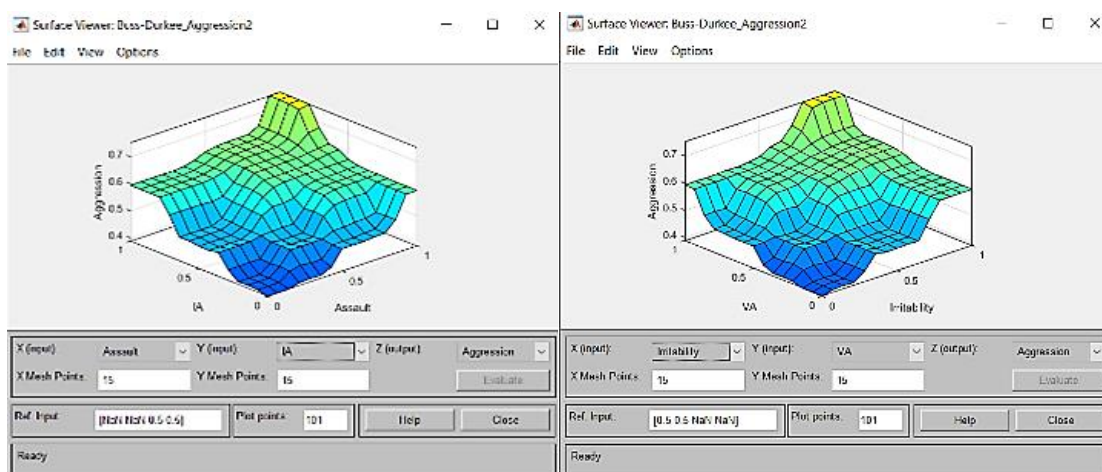 Surface Viewer: Buss-Durkee_Aggression2
File Edit View Options
0.7
0.6
0.5
0.4
Aggression
1
0.5
0
IA
0
0.5
1
Assault
X (input): Assault Y (input): IA Z (output): Aggression
X Mesh Points: 15 Y Mesh Points: 15 Evaluate
Ref. Input: [NaN NaN 0.5 0.5] Plot points: 101 Help Close
Ready
Surface Viewer: Buss-Durkee_Aggression2
File Edit View Options
0.7
0.6
0.5
0.4
Aggression
1
0.5
0
VA
0
0.5
1
Irritability
X (input): Irritability Y (input): VA Z (output): Aggression
X Mesh Points: 15 Y Mesh Points: 15 Evaluate
Ref. Input: [0.5 0.5 NaN NaN] Plot points: 101 Help Close
Ready